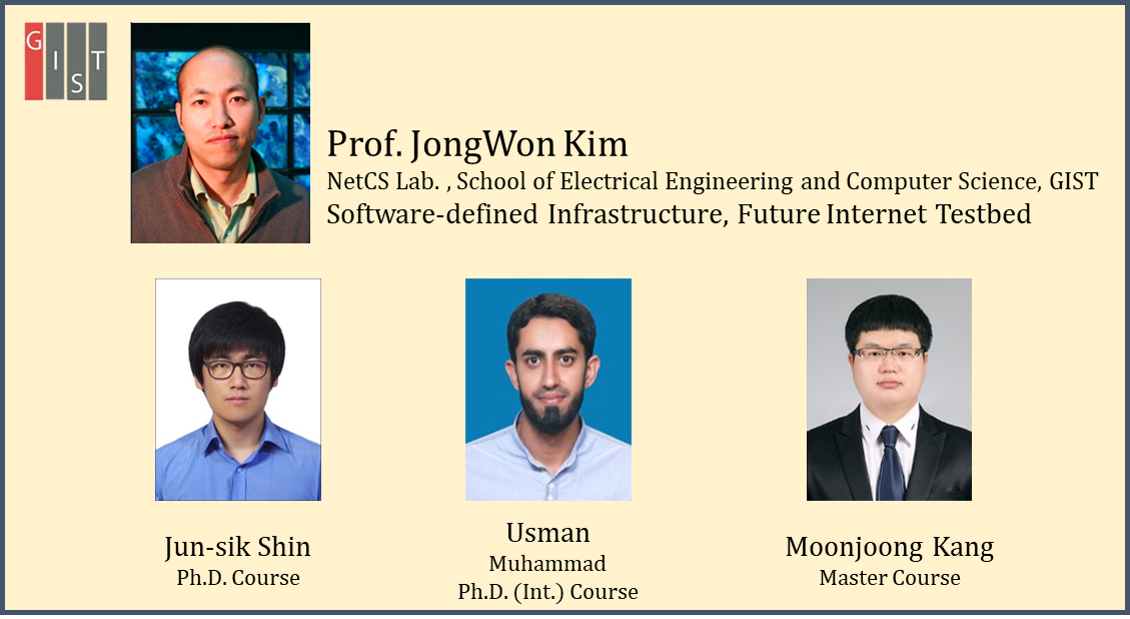 GIST
Prof. JongWon Kim
NetCS Lab. , School of Electrical Engineering and Computer Science, GIST
Software-defined Infrastructure, Future Internet Testbed
Jun-sik Shin
Ph.D. Course
Usman
Muhammad
Ph.D. (Int.) Course
Moonjoong Kang
Master Course